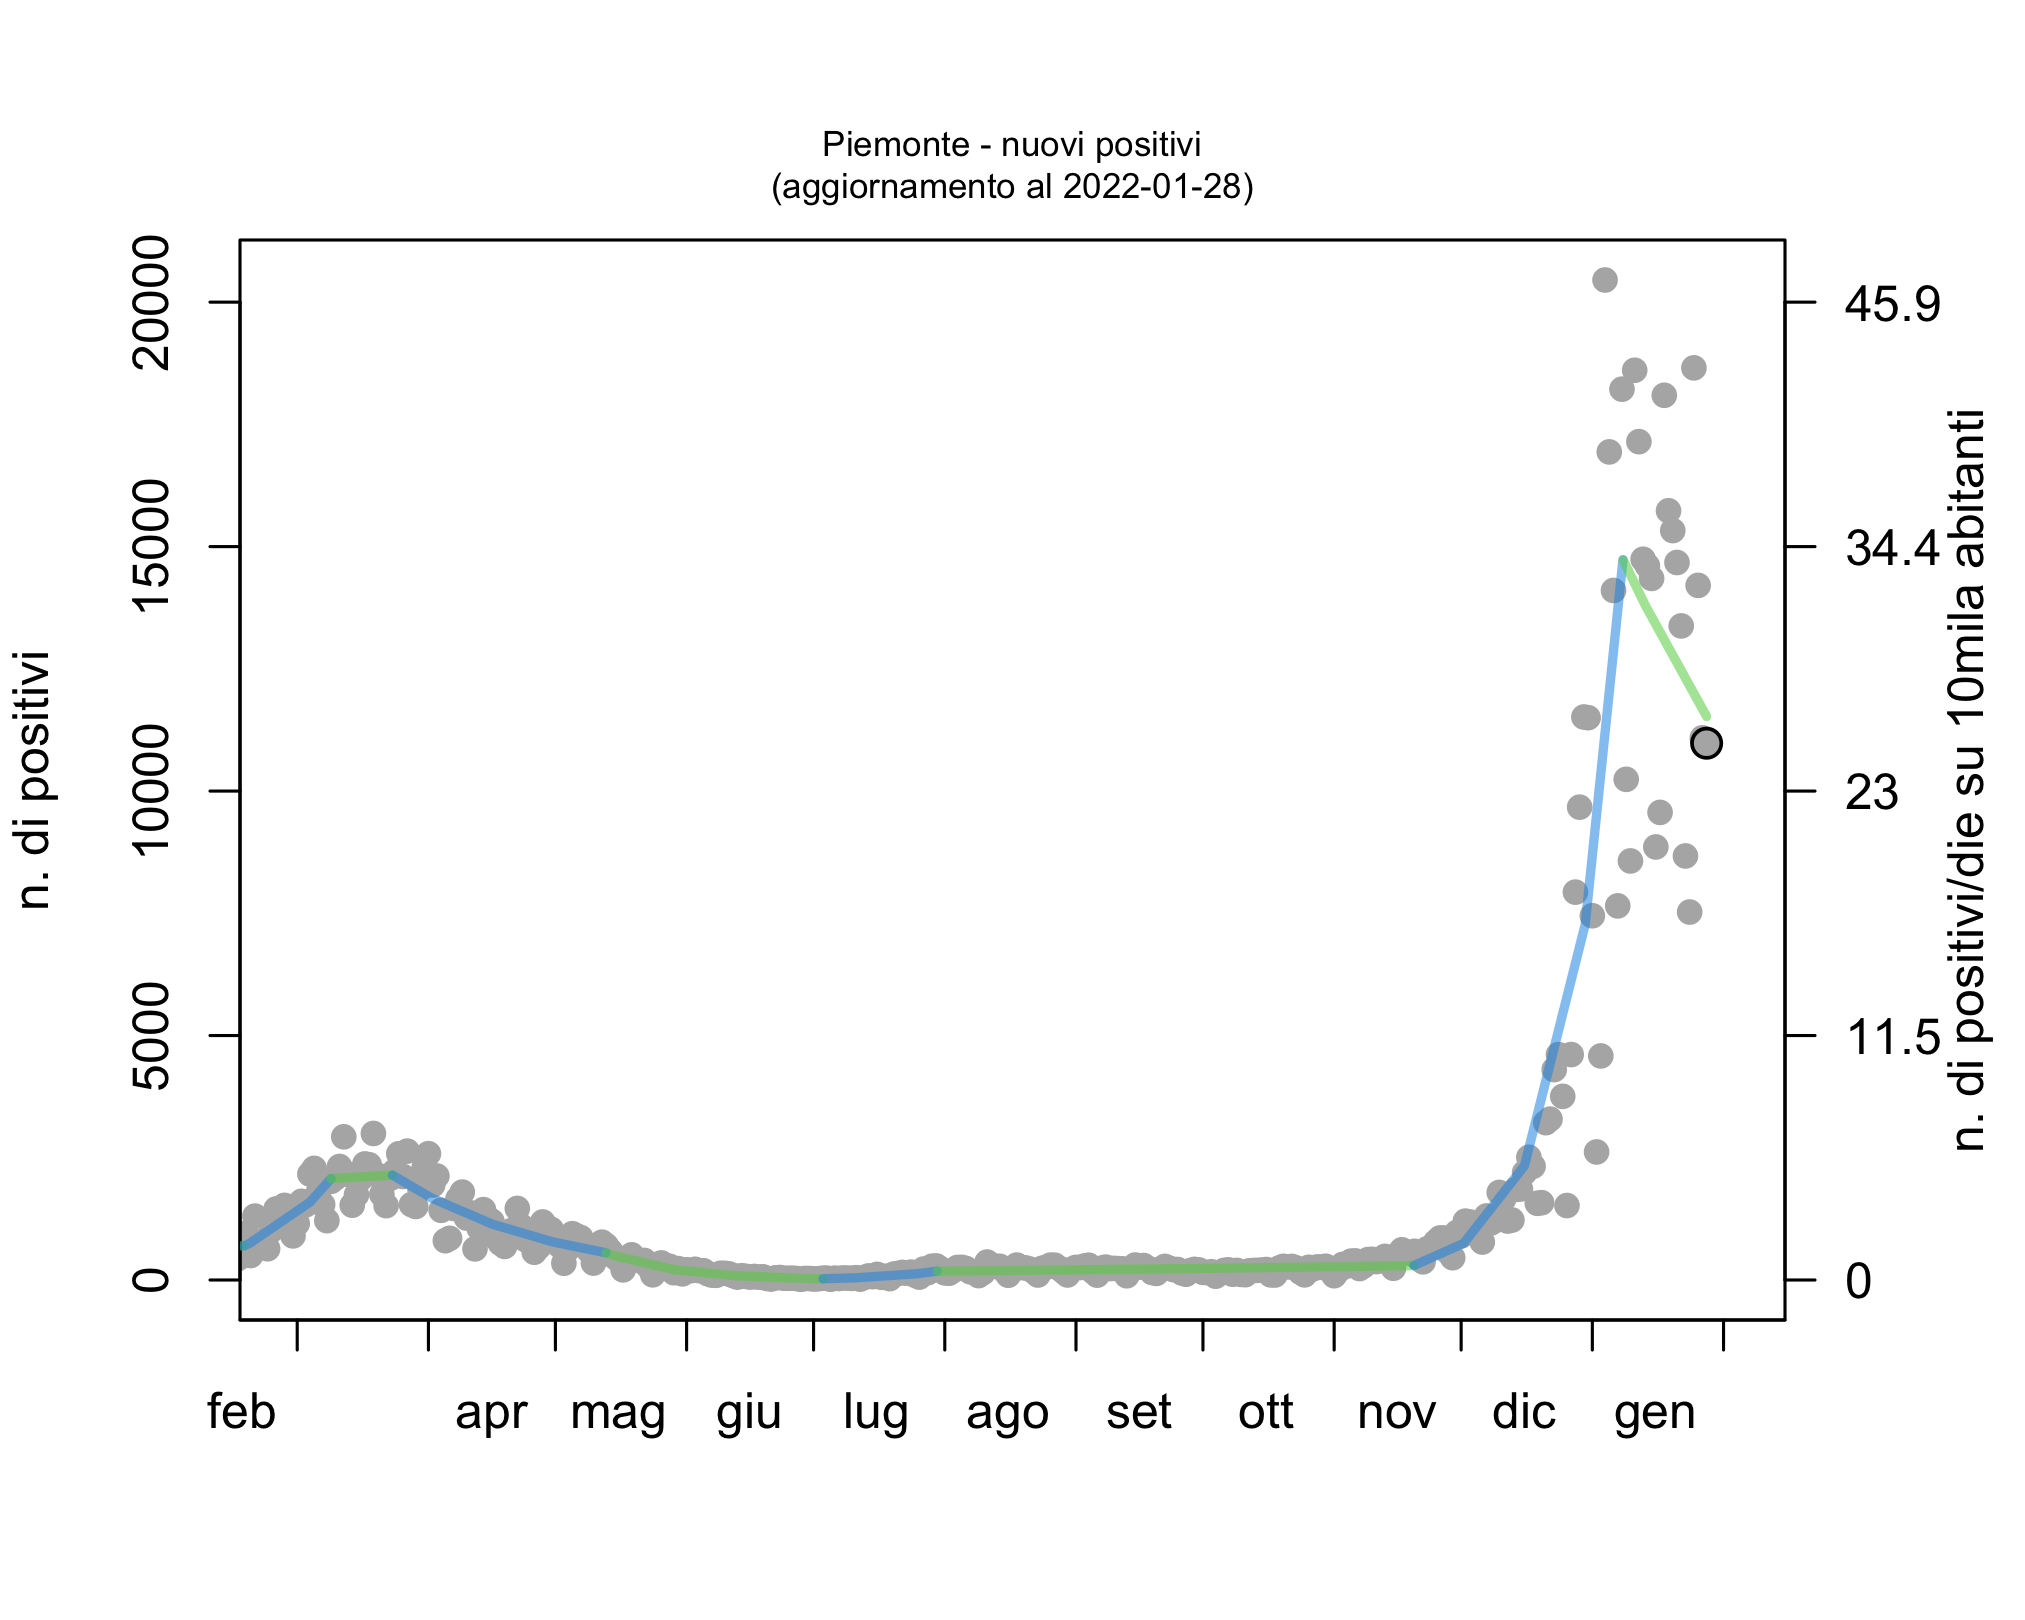 Piemonte - nuovi positivi
(aggiornamento al 2022-01-28)
n. di positivi
20000
15000
10000
5000
0
45.9
34.4
23
11.5
0
n. di positivi/die su 10mila abitanti
feb apr mag giu lug ago set ott nov dic gen